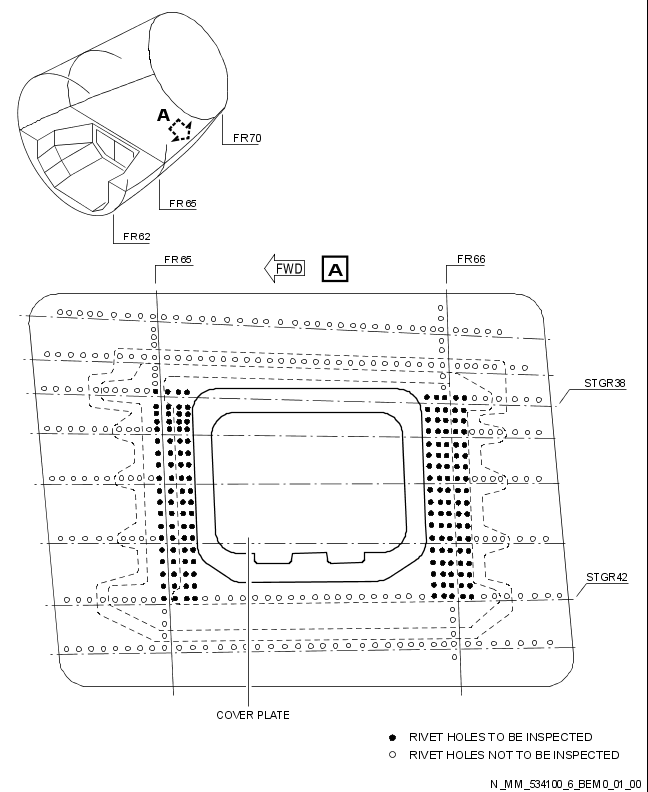 A
FR70
FR65
FR62
FR65
FWD
A
FR66
STGR38
STGR42
COVER PLATE
RIVET HOLES TO BE INSPECTED
RIVET HOLES NOT TO BE INSPECTED
N_MM_534100_6_BEM0_01_00